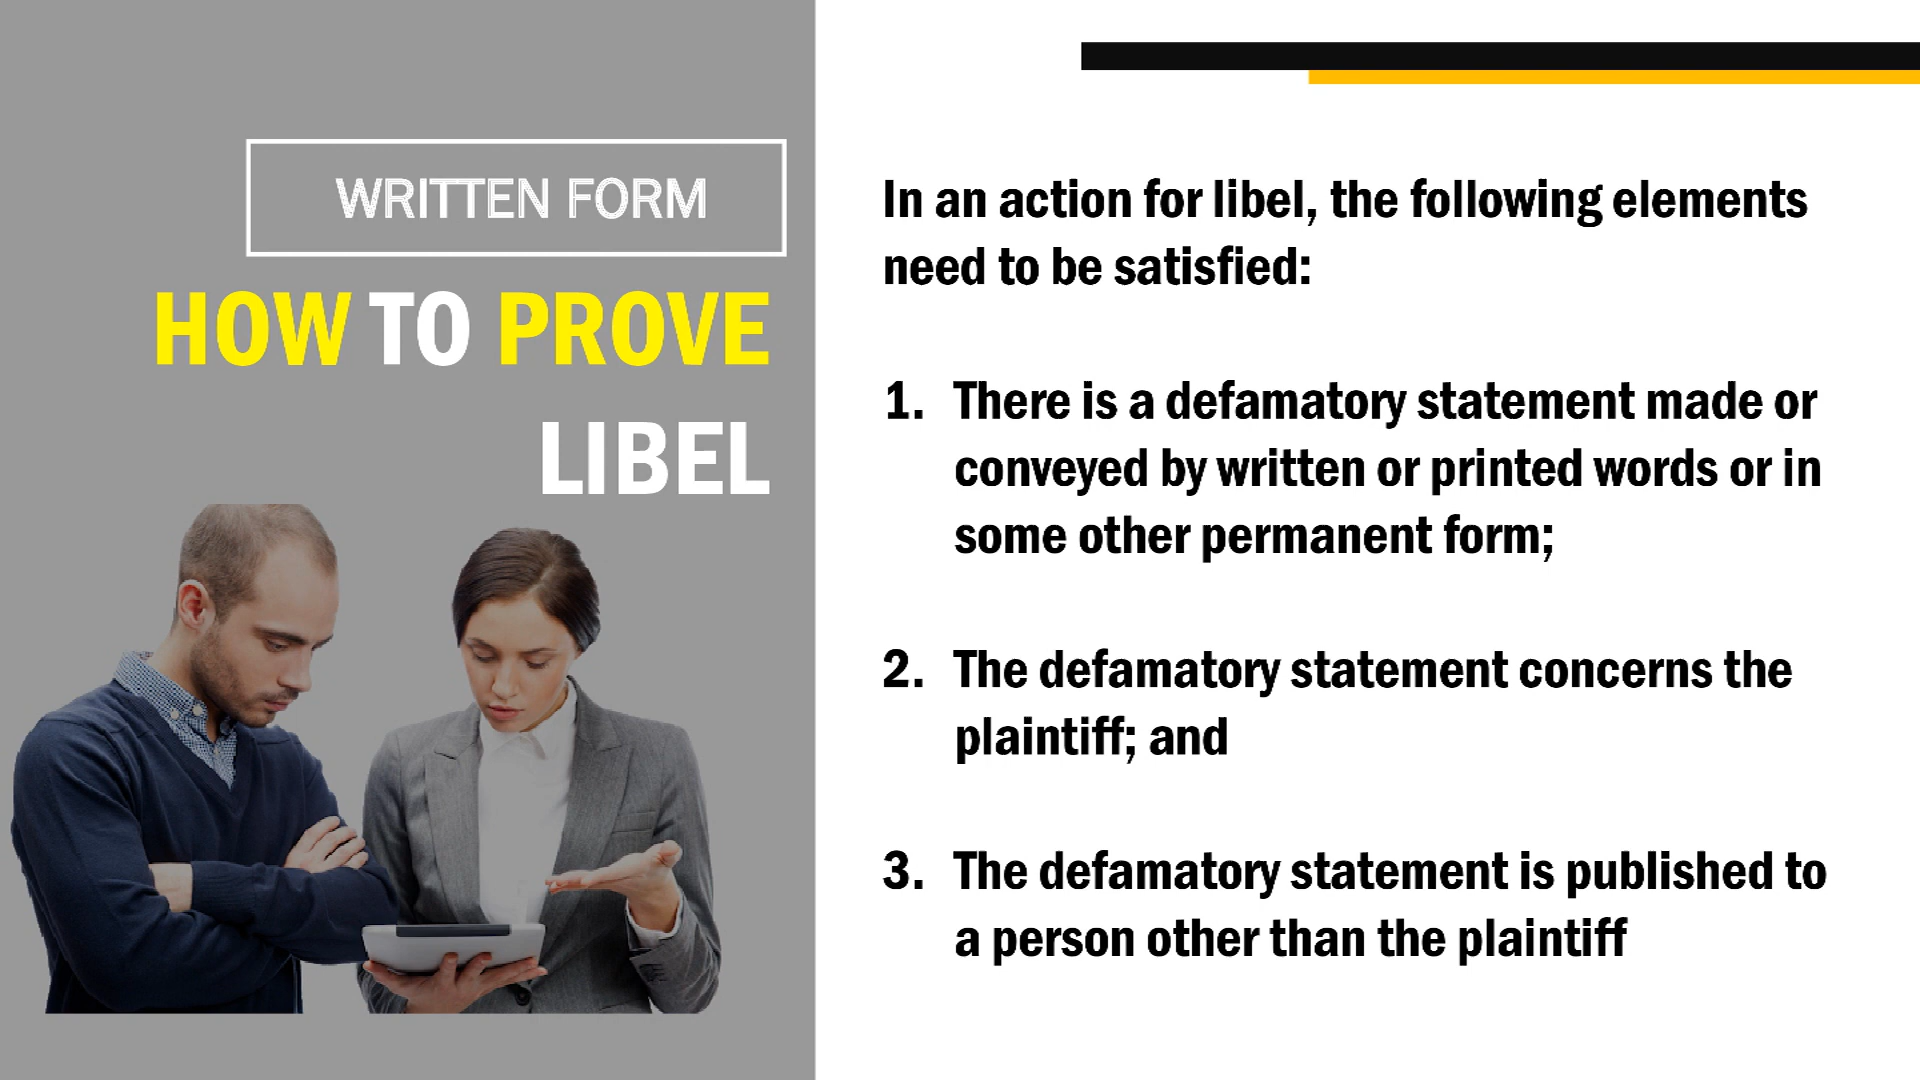 WRITTEN FORM
HOW TO PROVE
LIBEL
In an action for libel, the following elements
need to be satisfied:
1. There is a defamatory statement made or
conveyed by written or printed words or in
some other permanent form;
2. The defamatory statement concerns the
plaintiff; and
3. The defamatory statement is published to
a person other than the plaintiff